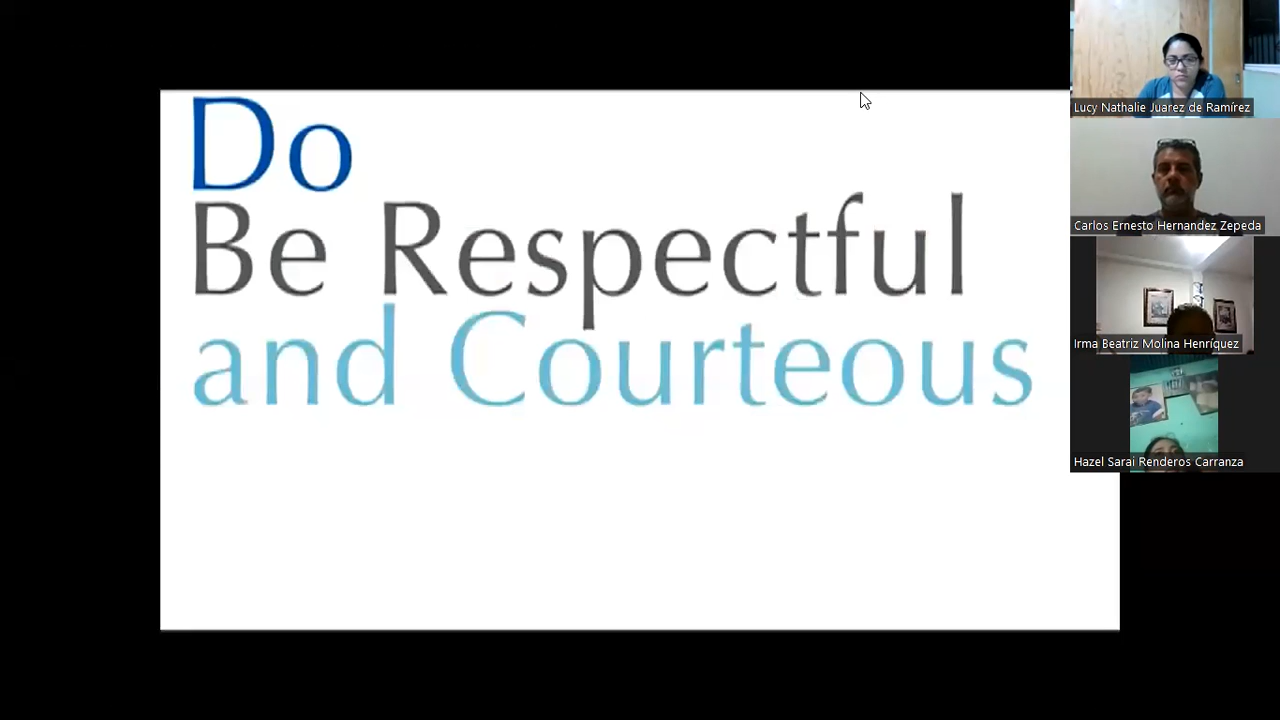 Do
Be Respectful
and Courteous
Lucy Nathalie Juarez de Ramírez
Carlos Ernesto Hernandez Zepeda
Irma Beatriz Molina Henríquez
Hazel Sarai Renderos Carranza